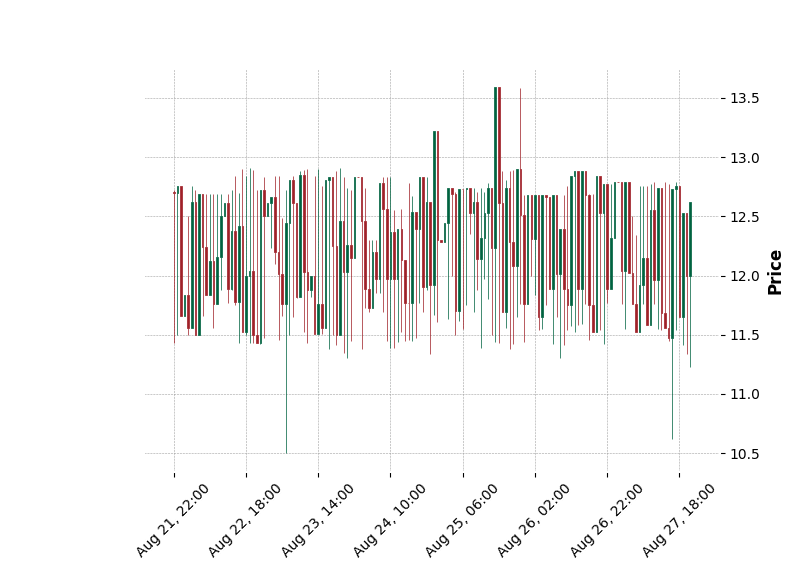 13.5
13.0
12.5
12.0
11.5
11.0
10.5
Price
Aug 21, 22:00
Aug 22, 18:00
Aug 23, 14:00
Aug 24, 10:00
Aug 25, 06:00
Aug 26, 02:00
Aug 26, 22:00
Aug 27, 18:00